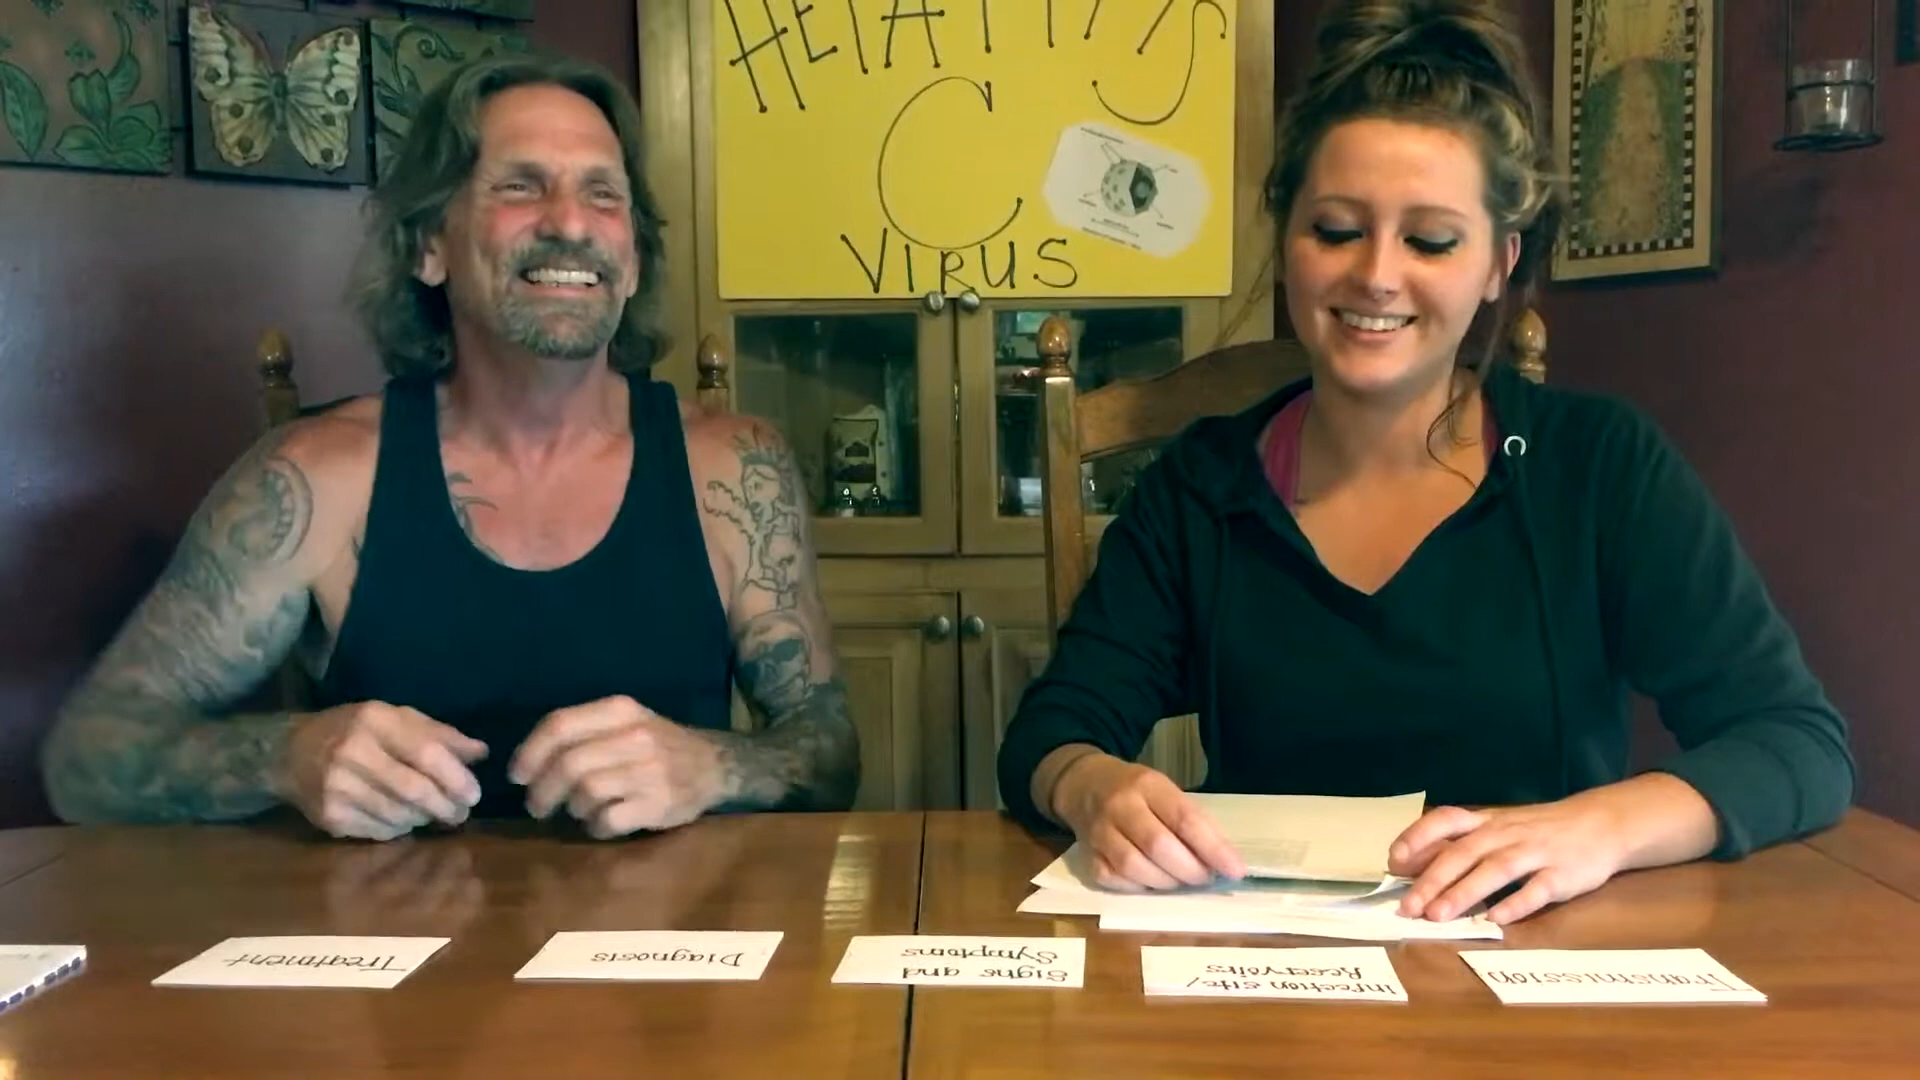 HEPATITIS
C
VIRUS
Treatment
Diagnosis
Signs and
Symptoms
Infection site/
Reservoirs
Transmission